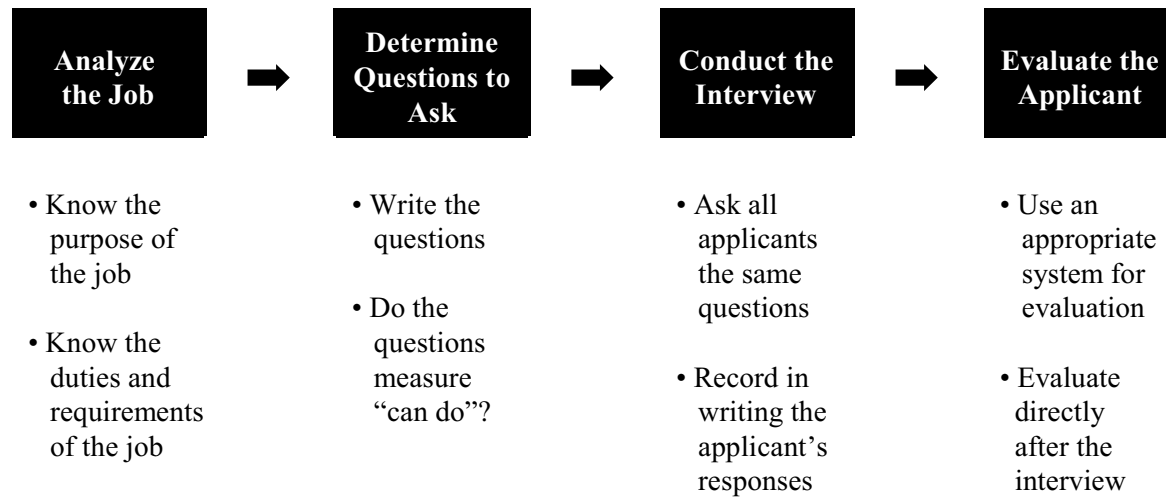 Analyze
the Job
Determine
Questions to
Ask
Conduct the
Interview
Evaluate the
Applicant
• Know the
purpose of
the job
• Know the
duties and
requirements
of the job
• Write the
questions
• Do the
questions
measure
“can do”?
• Ask all
applicants
the same
questions
• Record in
writing the
applicant’s
responses
• Use an
appropriate
system for
evaluation
• Evaluate
directly
after the
interview